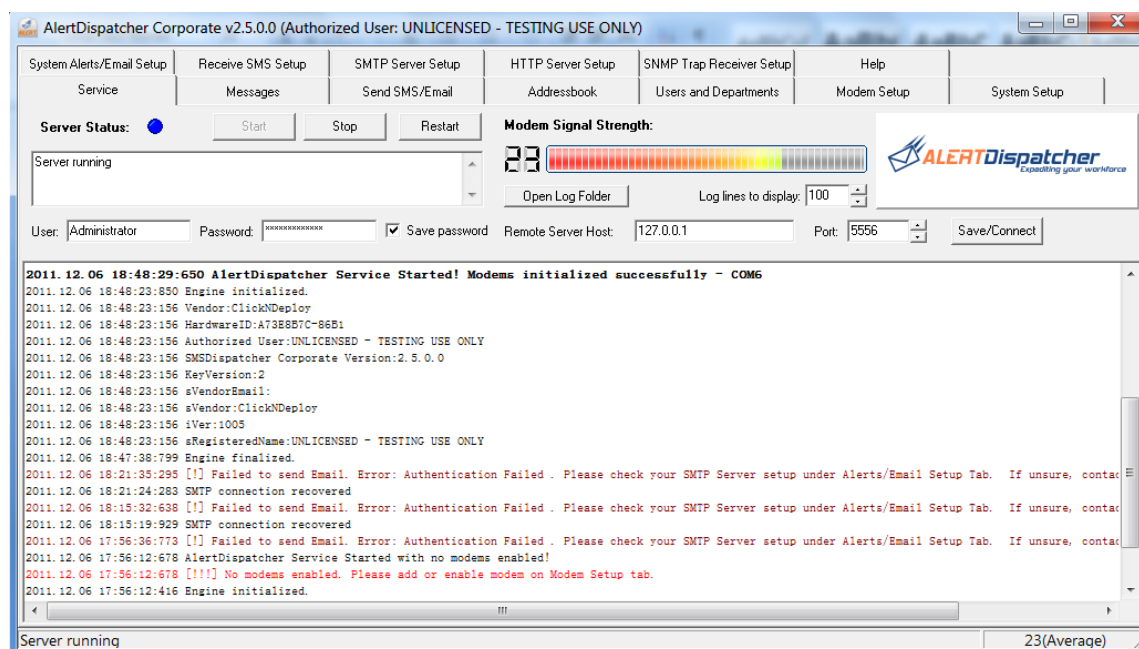 AlertDispatcher Corporate v2.5.0.0 (Authorized User: UNLICENSED - TESTING USE ONLY)
System Alerts/Email Setup Receive SMS Setup SMTP Server Setup HTTP Server Setup SNMP Trap Receiver Setup Help
Service Messages Send SMS/Email Addressbook Users and Departments Modem Setup System Setup
Server Status: Start Stop Restart Modem Signal Strength:
Server running
23
ALERTDispatcher
Expediting your workforce
Open Log Folder Log lines to display: 100
User: Administrator Password: ************* Save password Remote Server Host: 127.0.0.1 Port: 5556 Save/Connect
2011.12.06 18:48:29:650 AlertDispatcher Service Started! Modems initialized successfully - COM6
2011.12.06 18:48:23:850 Engine initialized.
2011.12.06 18:48:23:156 Vendor:ClickNDeploy
2011.12.06 18:48:23:156 HardwareID:A73E8B7C-86B1
2011.12.06 18:48:23:156 Authorized User:UNLICENSED - TESTING USE ONLY
2011.12.06 18:48:23:156 SMSDispatcher Corporate Version:2.5.0.0
2011.12.06 18:48:23:156 KeyVersion:2
2011.12.06 18:48:23:156 sVendorEmail:
2011.12.06 18:48:23:156 sVendor:ClickNDeploy
2011.12.06 18:48:23:156 iVer:1005
2011.12.06 18:48:23:156 sRegisteredName:UNLICENSED - TESTING USE ONLY
2011.12.06 18:47:38:799 Engine finalized.
2011.12.06 18:21:35:295 [!] Failed to send Email. Error: Authentication Failed . Please check your SMTP Server setup under Alerts/Email Setup Tab. If unsure, contac
2011.12.06 18:21:24:283 SMTP connection recovered
2011.12.06 18:15:32:638 [!] Failed to send Email. Error: Authentication Failed . Please check your SMTP Server setup under Alerts/Email Setup Tab. If unsure, contac
2011.12.06 18:15:19:929 SMTP connection recovered
2011.12.06 17:56:36:773 [!] Failed to send Email. Error: Authentication Failed . Please check your SMTP Server setup under Alerts/Email Setup Tab. If unsure, contac
2011.12.06 17:56:12:678 AlertDispatcher Service Started with no modems enabled!
2011.12.06 17:56:12:678 [!!!] No modems enabled. Please add or enable modem on Modem Setup tab.
2011.12.06 17:56:12:416 Engine initialized.
Server running 23(Average)